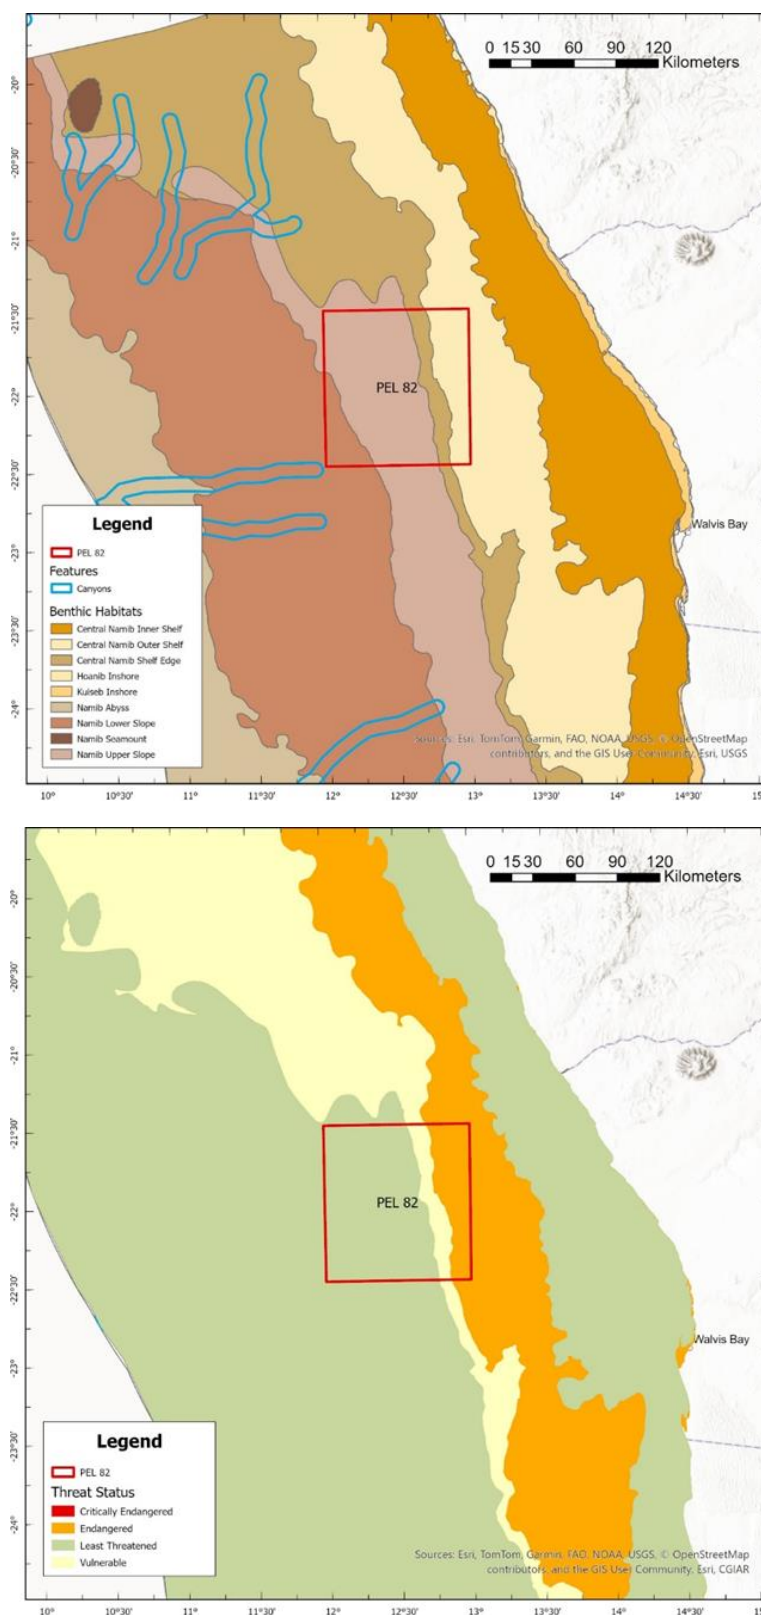 0 15 30 60 90 120
Kilometers
-20°
-20°30'
-21°
-21°30'
-22°
-22°30'
-23°
-23°30'
-24°
PEL 82
Walvis Bay
Legend
PEL 82
Features
Canyons
Benthic Habitats
Central Namib Inner Shelf
Central Namib Outer Shelf
Central Namib Shelf Edge
Hoanib Inshore
Kuiseb Inshore
Namib Abyss
Namib Lower Slope
Namib Seamount
Namib Upper Slope
Sources: Esri, TomTom, Garmin, FAO, NOAA, USGS, © OpenStreetMap
contributors, and the GIS User Community, Esri, USGS
10° 10°30' 11° 11°30' 12° 12°30' 13° 13°30' 14° 14°30' 15
0 15 30 60 90 120
Kilometers
-20°
-20°30'
-21°
-21°30'
-22°
-22°30'
-23°
-23°30'
-24°
PEL 82
Walvis Bay
Legend
PEL 82
Threat Status
Critically Endangered
Endangered
Least Threatened
Vulnerable
Sources: Esri, TomTom, Garmin, FAO, NOAA, USGS, © OpenStreetMap
contributors, and the GIS User Community, Esri, CGIAR
10° 10°30' 11° 11°30' 12° 12°30' 13° 13°30' 14° 14°30' 15